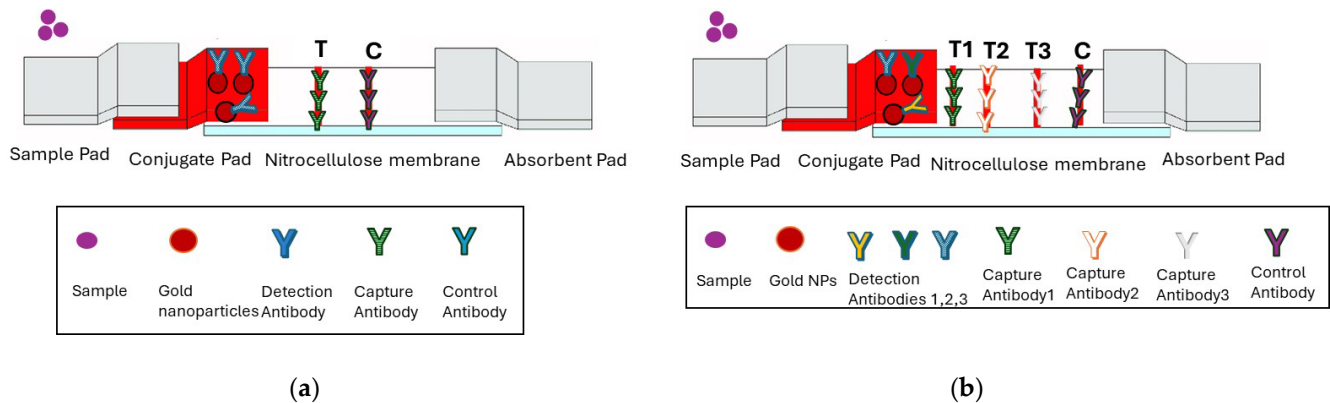 T C
Sample Pad Conjugate Pad Nitrocellulose membrane Absorbent Pad
Sample
Gold
nanoparticles
Detection
Antibody
Capture
Antibody
Control
Antibody
(a)
T1 T2 T3 C
Sample Pad Conjugate Pad Nitrocellulose membrane Absorbent Pad
Sample
Gold NPs
Detection
Antibodies 1,2,3
Capture
Antibody1
Capture
Antibody2
Capture
Antibody3
Control
Antibody
(b)